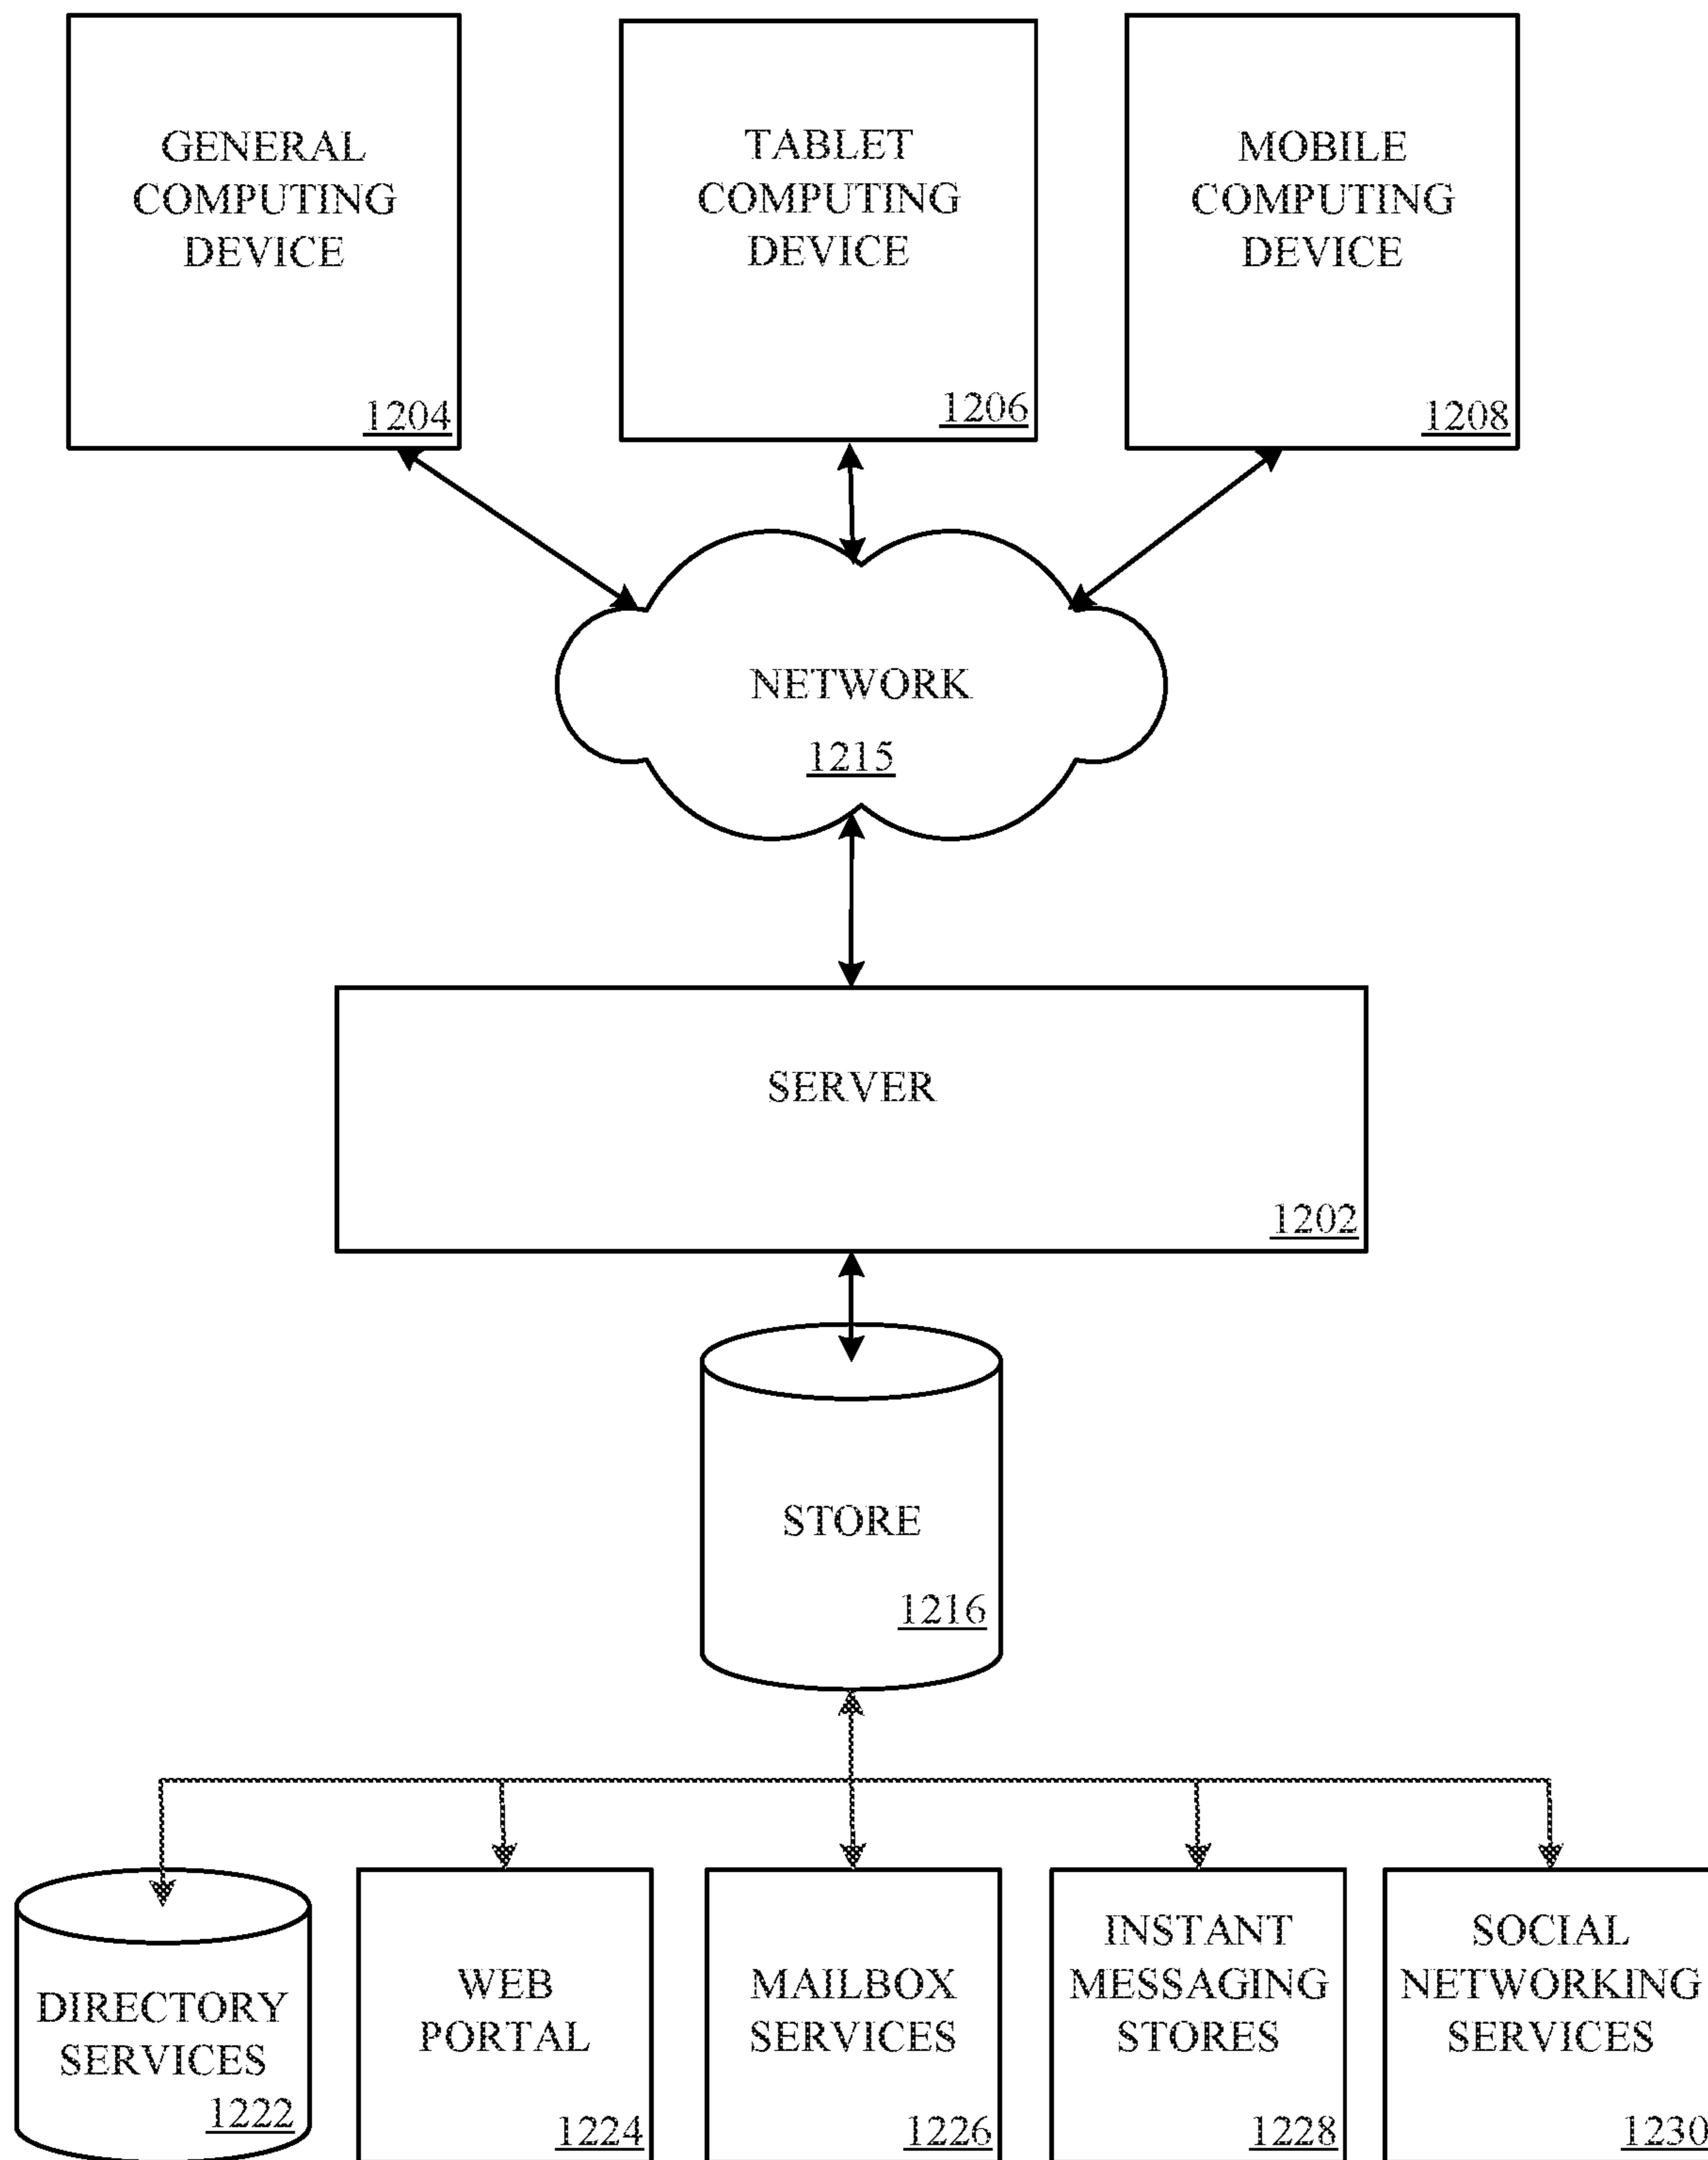 GENERAL
COMPUTING
DEVICE
1204
TABLET
COMPUTING
DEVICE
1206
MOBILE
COMPUTING
DEVICE
1208
NETWORK
1215
SERVER
1202
STORE
1216
DIRECTORY
SERVICES
1222
WEB
PORTAL
1224
MAILBOX
SERVICES
1226
INSTANT
MESSAGING
STORES
1228
SOCIAL
NETWORKING
SERVICES
1230